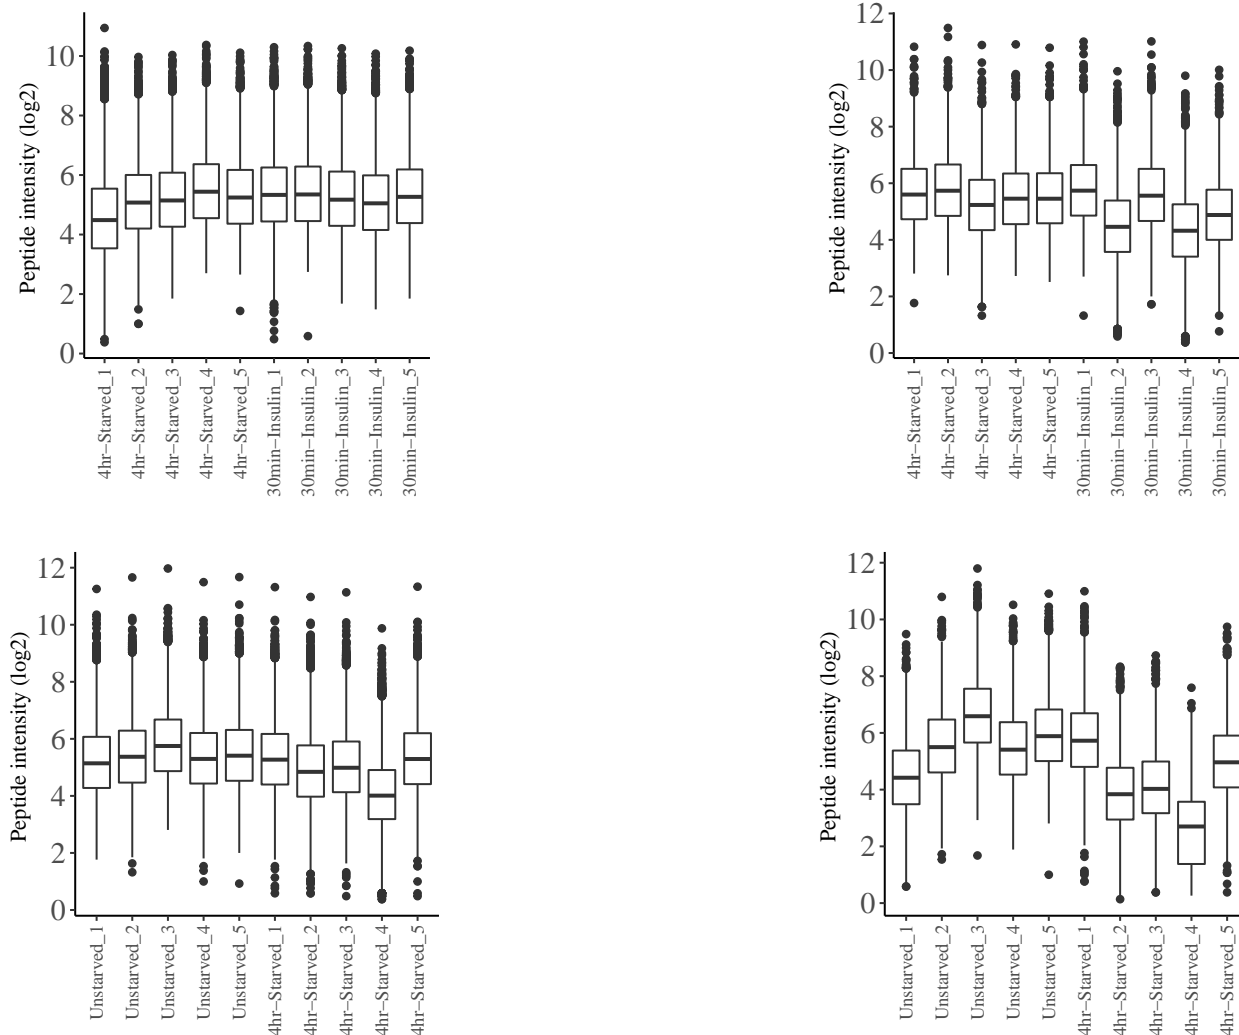 Peptide intensity (log2)
10
8
6
4
2
0
4hr−Starved_1
4hr−Starved_2
4hr−Starved_3
4hr−Starved_4
4hr−Starved_5
30min−Insulin_1
30min−Insulin_2
30min−Insulin_3
30min−Insulin_4
30min−Insulin_5
Peptide intensity (log2)
12
10
8
6
4
2
0
4hr−Starved_1
4hr−Starved_2
4hr−Starved_3
4hr−Starved_4
4hr−Starved_5
30min−Insulin_1
30min−Insulin_2
30min−Insulin_3
30min−Insulin_4
30min−Insulin_5
Peptide intensity (log2)
12
10
8
6
4
2
0
Unstarved_1
Unstarved_2
Unstarved_3
Unstarved_4
Unstarved_5
4hr−Starved_1
4hr−Starved_2
4hr−Starved_3
4hr−Starved_4
4hr−Starved_5
Peptide intensity (log2)
12
10
8
6
4
2
0
Unstarved_1
Unstarved_2
Unstarved_3
Unstarved_4
Unstarved_5
4hr−Starved_1
4hr−Starved_2
4hr−Starved_3
4hr−Starved_4
4hr−Starved_5